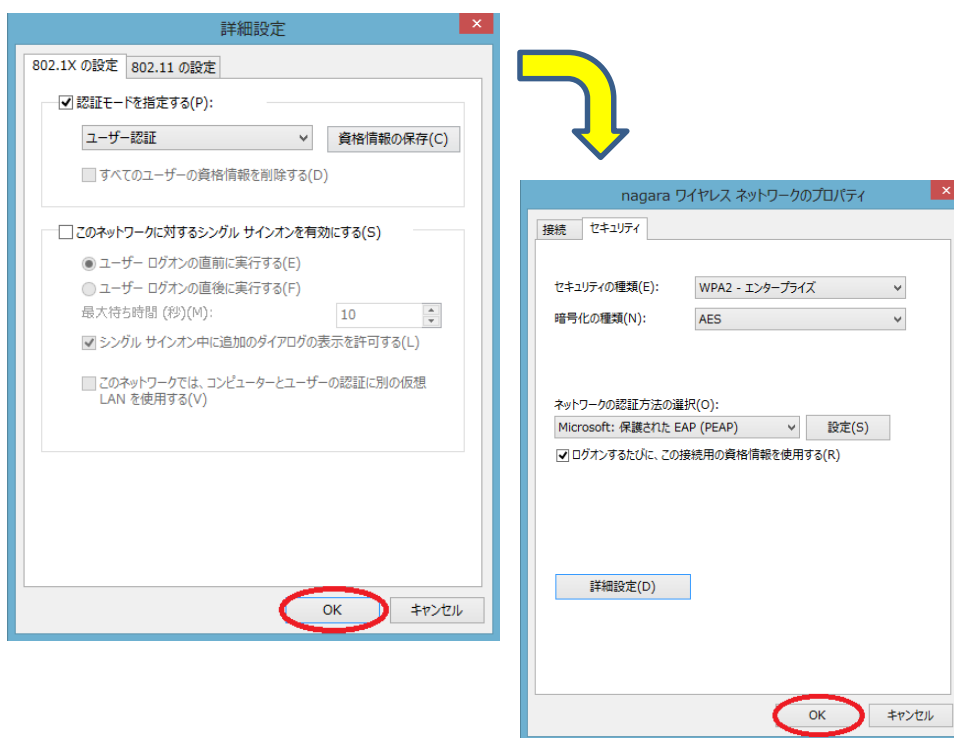 詳細設定
802.1X の設定 802.11 の設定
認証モードを指定する(P):
ユーザー認証 資格情報の保存(C)
すべてのユーザーの資格情報を削除する(D)
このネットワークに対するシングル サインオンを有効にする(S)
ユーザー ログオンの直前に実行する(E)
ユーザー ログオンの直後に実行する(F)
最大待ち時間 (秒)(M): 10
シングル サインオン中に追加のダイアログの表示を許可する(L)
このネットワークでは、コンピューターとユーザーの認証に別の仮想
LAN を使用する(V)
OK キャンセル
nagara ワイヤレス ネットワークのプロパティ
接続 セキュリティ
セキュリティの種類(E): WPA2 - エンタープライズ
暗号化の種類(N): AES
ネットワークの認証方法の選択(O):
Microsoft: 保護された EAP (PEAP) 設定(S)
ログオンするたびに、この接続用の資格情報を使用する(R)
詳細設定(D)
OK キャンセル